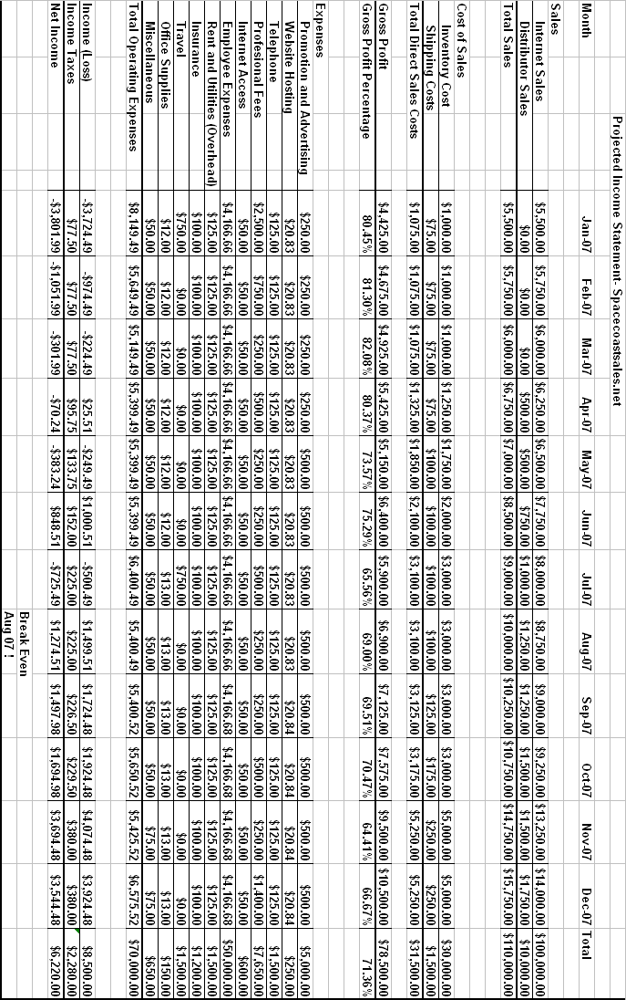 Projected Income Statement- Spacecoastsales.net
Month Jan-07 Feb-07 Mar-07 Apr-07 May-07 Jun-07 Jul-07 Aug-07 Sep-07 Oct-07 Nov-07 Dec-07 Total
Sales
Internet Sales $5,500.00 $5,750.00 $6,000.00 $6,250.00 $6,500.00 $7,750.00 $8,000.00 $8,750.00 $9,000.00 $9,250.00 $13,250.00 $14,000.00 $100,000.00
Distributor Sales $0.00 $0.00 $0.00 $500.00 $500.00 $750.00 $1,000.00 $1,250.00 $1,250.00 $1,500.00 $1,500.00 $1,750.00 $10,000.00
Total Sales $5,500.00 $5,750.00 $6,000.00 $6,750.00 $7,000.00 $8,500.00 $9,000.00 $10,000.00 $10,250.00 $10,750.00 $14,750.00 $15,750.00 $110,000.00
Cost of Sales
Inventory Cost $1,000.00 $1,000.00 $1,000.00 $1,250.00 $1,750.00 $2,000.00 $3,000.00 $3,000.00 $3,000.00 $3,000.00 $5,000.00 $5,000.00 $30,000.00
Shipping Costs $75.00 $75.00 $75.00 $75.00 $100.00 $100.00 $100.00 $100.00 $125.00 $175.00 $250.00 $250.00 $1,500.00
Total Direct Sales Costs $1,075.00 $1,075.00 $1,075.00 $1,325.00 $1,850.00 $2,100.00 $3,100.00 $3,100.00 $3,125.00 $3,175.00 $5,250.00 $5,250.00 $31,500.00
Gross Profit $4,425.00 $4,675.00 $4,925.00 $5,425.00 $5,150.00 $6,400.00 $5,900.00 $6,900.00 $7,125.00 $7,575.00 $9,500.00 $10,500.00 $78,500.00
Gross Profit Percentage 80.45% 81.30% 82.08% 80.37% 73.57% 75.29% 65.56% 69.00% 69.51% 70.47% 64.41% 66.67% 71.36%
Expenses
Promotion and Advertising $250.00 $250.00 $250.00 $250.00 $500.00 $500.00 $500.00 $500.00 $500.00 $500.00 $500.00 $500.00 $5,000.00
Website Hosting $20.83 $20.83 $20.83 $20.83 $20.83 $20.83 $20.83 $20.83 $20.84 $20.84 $20.84 $20.84 $250.00
Telephone $125.00 $125.00 $125.00 $125.00 $125.00 $125.00 $125.00 $125.00 $125.00 $125.00 $125.00 $125.00 $1,500.00
Profesional Fees $2,500.00 $750.00 $250.00 $500.00 $250.00 $250.00 $500.00 $250.00 $250.00 $500.00 $250.00 $1,400.00 $7,650.00
Internet Access $50.00 $50.00 $50.00 $50.00 $50.00 $50.00 $50.00 $50.00 $50.00 $50.00 $50.00 $50.00 $600.00
Employee Expenses $4,166.66 $4,166.66 $4,166.66 $4,166.66 $4,166.66 $4,166.66 $4,166.66 $4,166.66 $4,166.68 $4,166.68 $4,166.68 $4,166.68 $50,000.00
Rent and Utilities (Overhead) $125.00 $125.00 $125.00 $125.00 $125.00 $125.00 $125.00 $125.00 $125.00 $125.00 $125.00 $125.00 $1,500.00
Insurance $100.00 $100.00 $100.00 $100.00 $100.00 $100.00 $100.00 $100.00 $100.00 $100.00 $100.00 $100.00 $1,200.00
Travel $750.00 $0.00 $0.00 $0.00 $0.00 $0.00 $750.00 $0.00 $0.00 $0.00 $0.00 $0.00 $1,500.00
Office Supplies $12.00 $12.00 $12.00 $12.00 $12.00 $12.00 $13.00 $13.00 $13.00 $13.00 $13.00 $13.00 $150.00
Miscellaneous $50.00 $50.00 $50.00 $50.00 $50.00 $50.00 $50.00 $50.00 $50.00 $50.00 $75.00 $75.00 $650.00
Total Operating Expenses $8,149.49 $5,649.49 $5,149.49 $5,399.49 $5,399.49 $5,399.49 $6,400.49 $5,400.49 $5,400.52 $5,650.52 $5,425.52 $6,575.52 $70,000.00
Income (Loss) -$3,724.49 -$974.49 -$224.49 $25.51 -$249.49 $1,000.51 -$500.49 $1,499.51 $1,724.48 $1,924.48 $4,074.48 $3,924.48 $8,500.00
Income Taxes $77.50 $77.50 $77.50 $95.75 $133.75 $152.00 $225.00 $225.00 $226.50 $229.50 $380.00 $380.00 $2,280.00
Net Income -$3,801.99 -$1,051.99 -$301.99 -$70.24 -$383.24 $848.51 -$725.49 $1,274.51 $1,497.98 $1,694.98 $3,694.48 $3,544.48 $6,220.00
Break Even
Aug 07 !